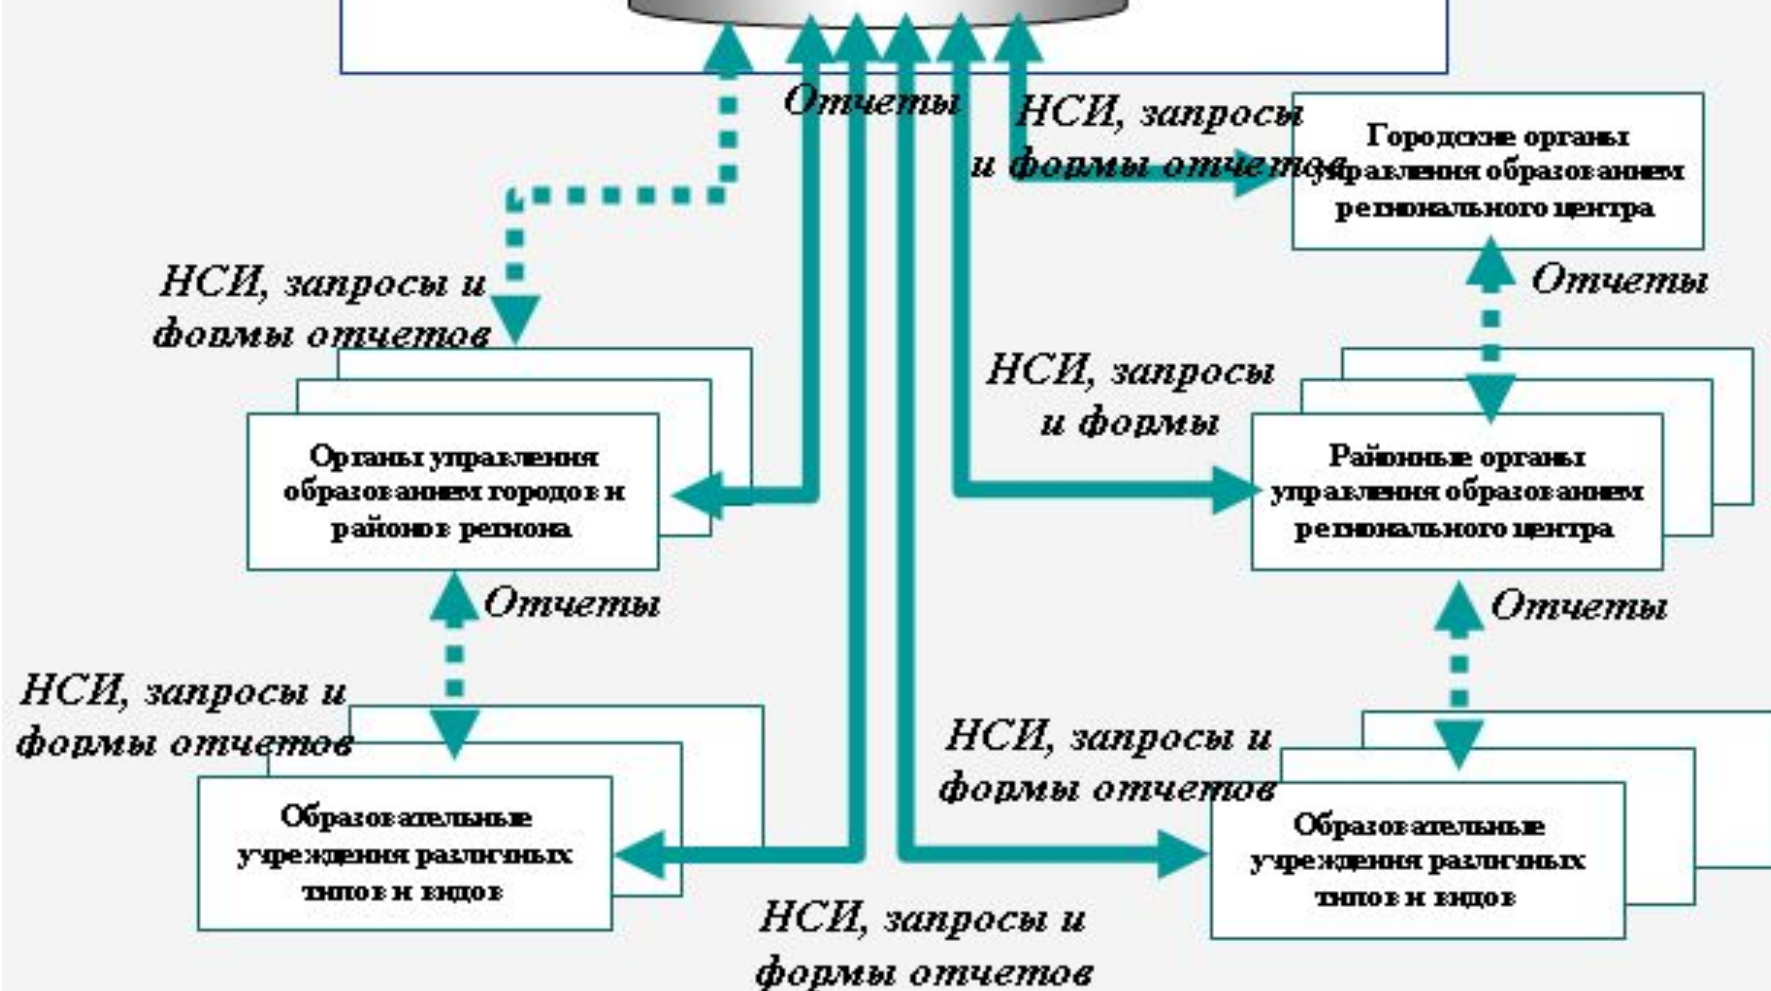 Отчеты
НСИ, запросы
и формы отчетов
Городские органы
управления образованием
регионального центра
НСИ, запросы и
формы отчетов
Отчеты
НСИ, запросы
и формы
Органы управления
образованием городов и
районов региона
Районные органы
управления образованием
регионального центра
Отчеты
Отчеты
НСИ, запросы и
формы отчетов
НСИ, запросы и
формы отчетов
Образовательные
учреждения различных
типов и видов
Образовательные
учреждения различных
типов и видов
НСИ, запросы и
формы отчетов